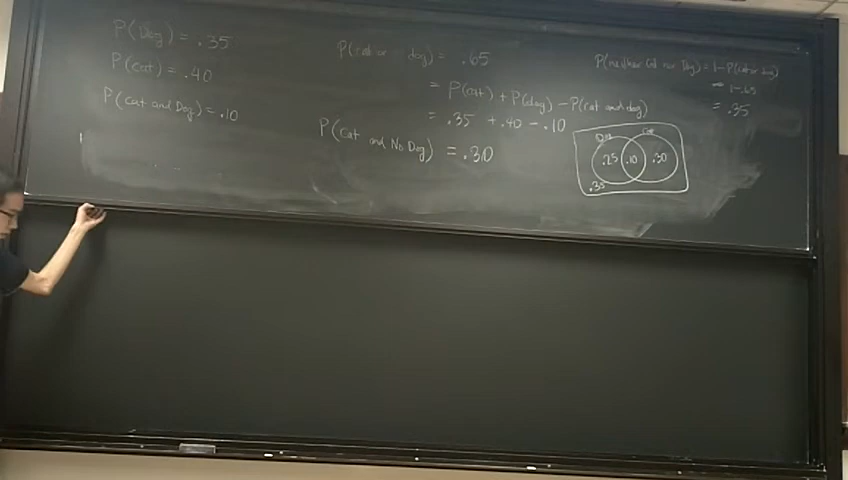 P(Dog) = .35
P(cat) = .40
P(cat and Dog) = .10
P(cat or dog) = .65
= P(cat) + P(dog) - P(cat and dog)
= .35 + .40 - .10
P(cat and No Dog) = .30
P(neither Cat nor Dog) = 1 - P(cat or dog)
= 1 - .65
= .35
Dog Cat
.25 .10 .30
.35